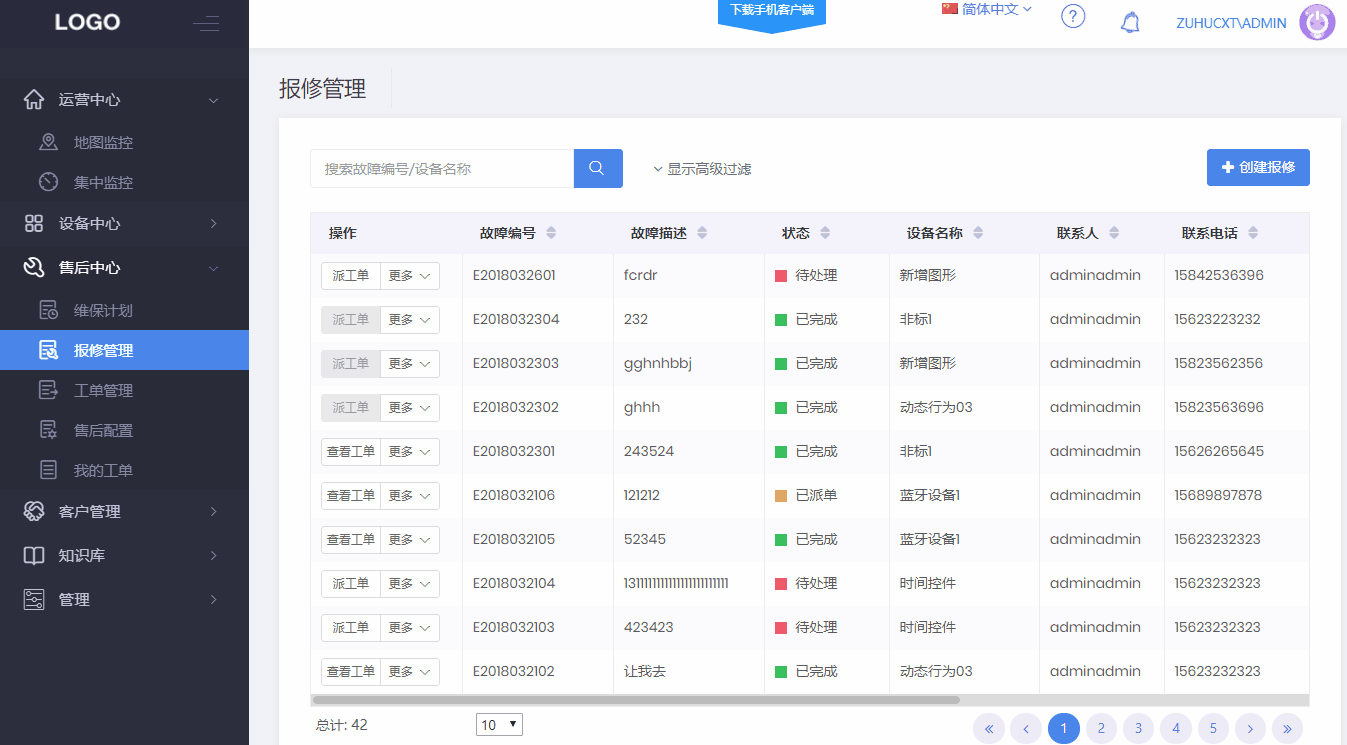 LOGO
下载手机客户端
简体中文
?
ZUHUCXT\ADMIN
运营中心
地图监控
集中监控
设备中心
售后中心
维保计划
报修管理
工单管理
售后配置
我的工单
客户管理
知识库
管理
报修管理
搜索故障编号/设备名称
显示高级过滤
创建报修
操作 故障编号 故障描述 状态 设备名称 联系人 联系电话
派工单 更多 E2018032601 fcrdr 待处理 新增图形 adminadmin 15842536396
派工单 更多 E2018032304 232 已完成 非标1 adminadmin 15623223232
派工单 更多 E2018032303 gghnhbbj 已完成 新增图形 adminadmin 15823562356
派工单 更多 E2018032302 ghhh 已完成 动态行为03 adminadmin 15823563696
查看工单 更多 E2018032301 243524 已完成 非标1 adminadmin 15626265645
查看工单 更多 E2018032106 121212 已派单 蓝牙设备1 adminadmin 15689897878
查看工单 更多 E2018032105 52345 已完成 蓝牙设备1 adminadmin 15623232323
派工单 更多 E2018032104 待处理 时间控件 adminadmin 15623232323
派工单 更多 E2018032103 423423 待处理 时间控件 adminadmin 15623232323
查看工单 更多 E2018032102 让我去 已完成 动态行为03 adminadmin 15623232323
总计: 42
10
« ‹ 1 2 3 4 5 › »